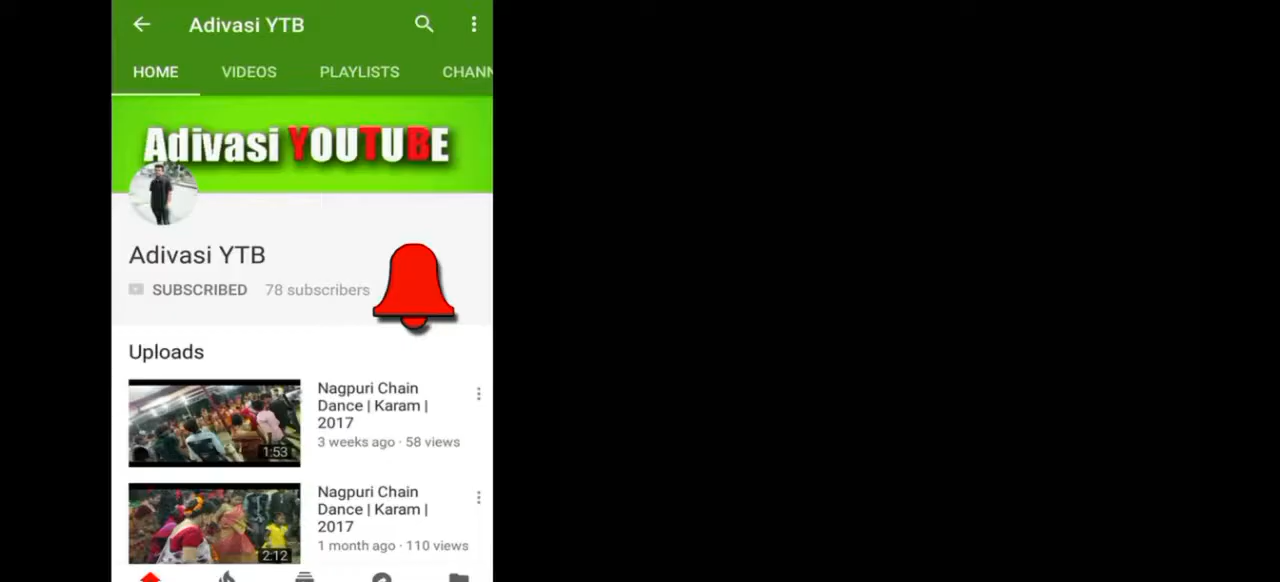 Adivasi YTB
HOME VIDEOS PLAYLISTS CHANN
Adivasi YOUTUBE
Adivasi YTB
SUBSCRIBED 78 subscribers
Uploads
Nagpuri Chain
Dance | Karam |
2017
3 weeks ago · 58 views
1:53
Nagpuri Chain
Dance | Karam |
2017
1 month ago · 110 views
2:12